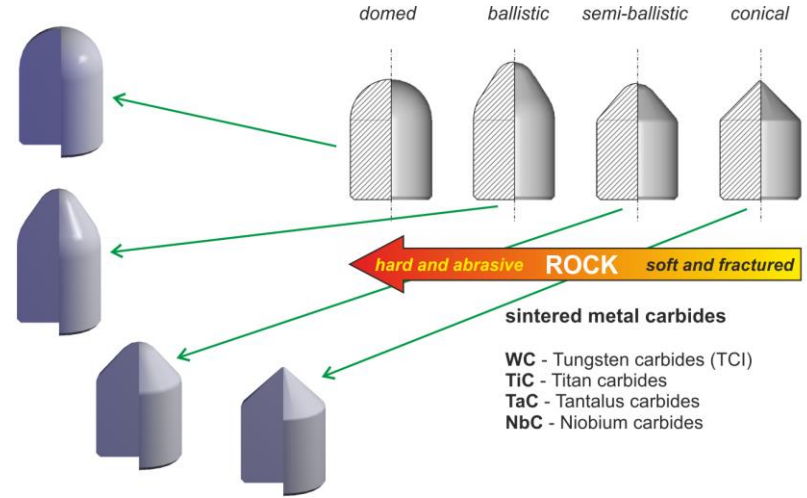 domed ballistic semi-ballistic conical
hard and abrasive ROCK soft and fractured
sintered metal carbides
WC - Tungsten carbides (TCI)
TiC - Titan carbides
TaC - Tantalus carbides
NbC - Niobium carbides